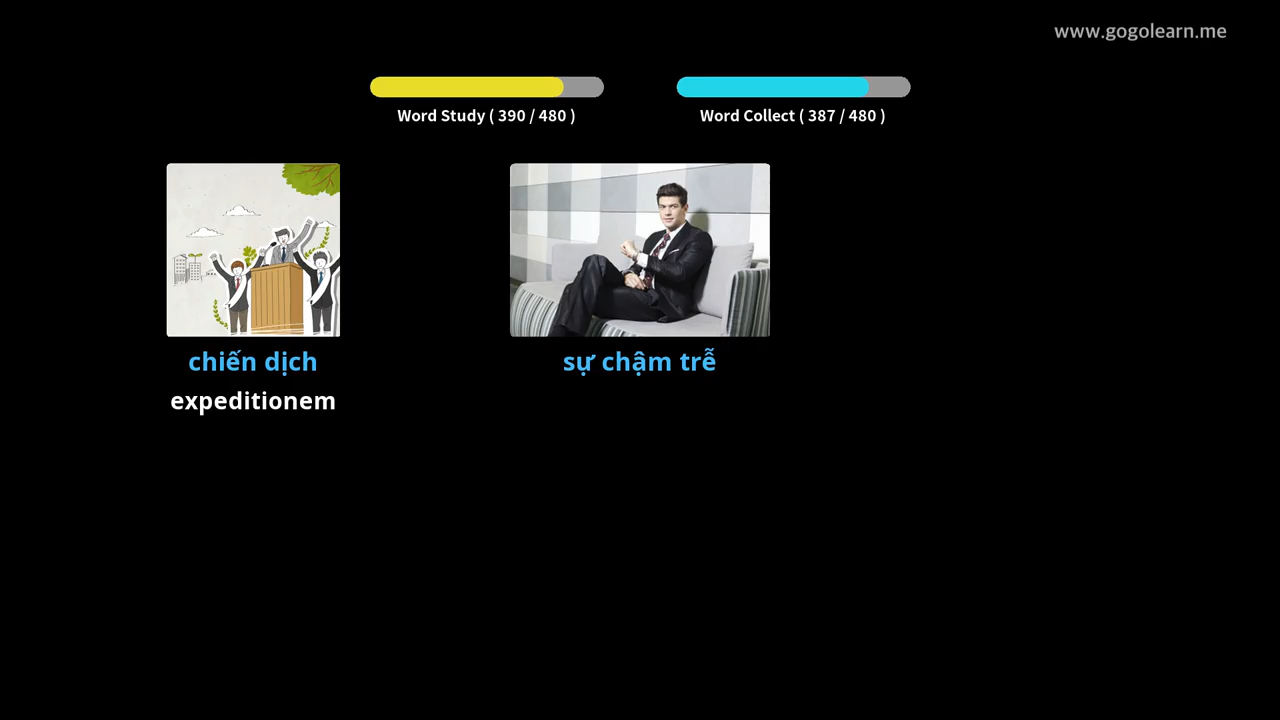 www.gogolearn.me
Word Study ( 390 / 480 )
Word Collect ( 387 / 480 )
chiến dịch
sự chậm trễ
expeditionem